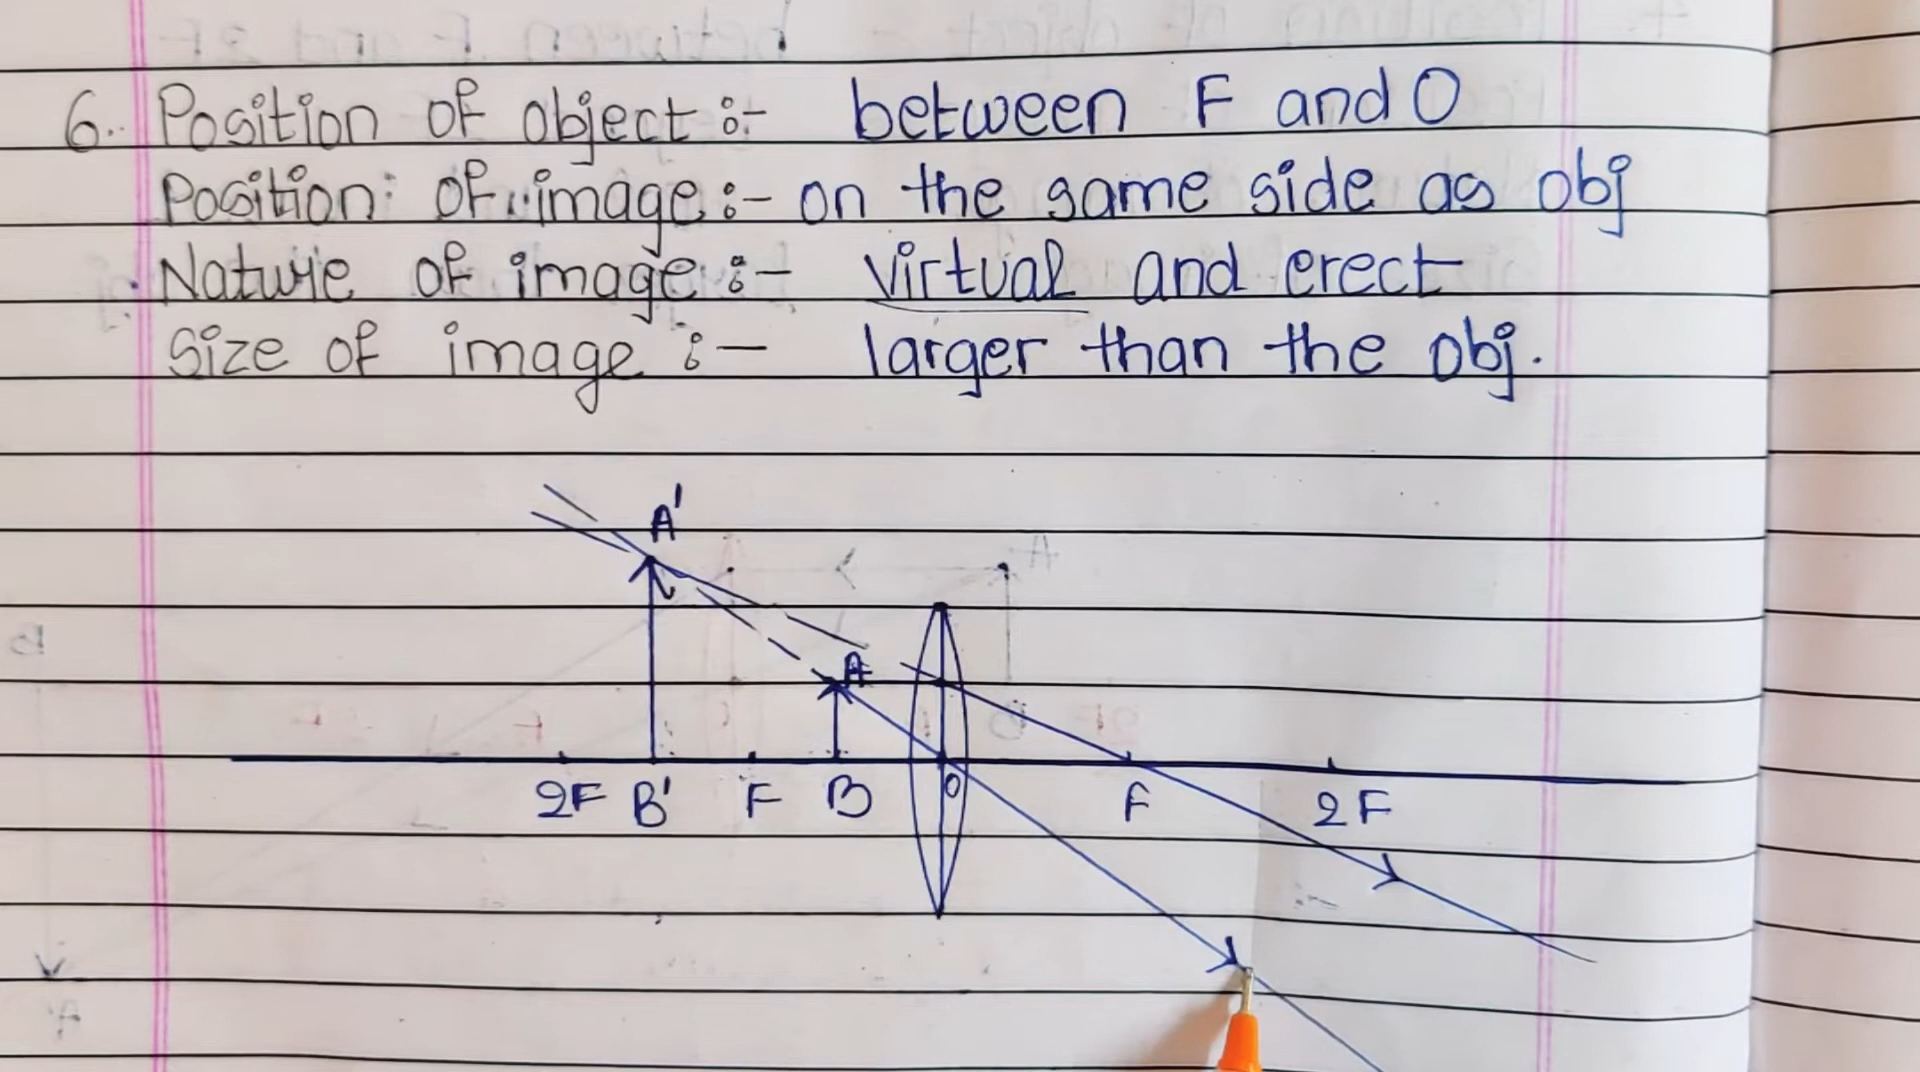 6. Position of object :- between F and O
Position of image :- on the same side as obj
Nature of image :- virtual and erect
Size of image :- larger than the obj.
A'
A
2F B' F B O F 2F